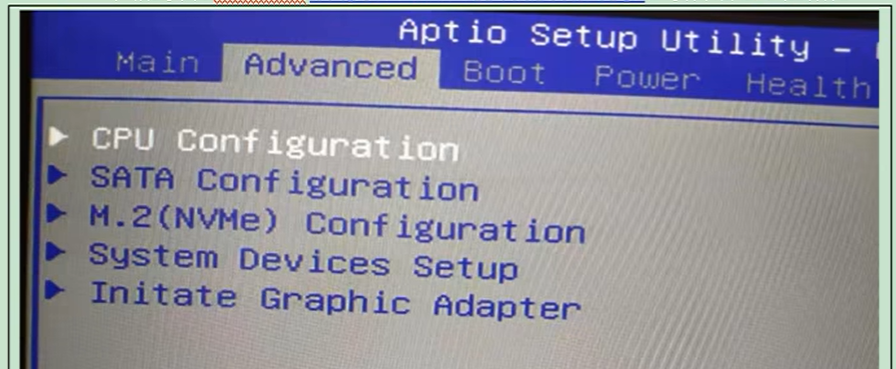 Aptio Setup Utility –
Main Advanced Boot Power Health
CPU Configuration
SATA Configuration
M.2(NVMe) Configuration
System Devices Setup
Initate Graphic Adapter